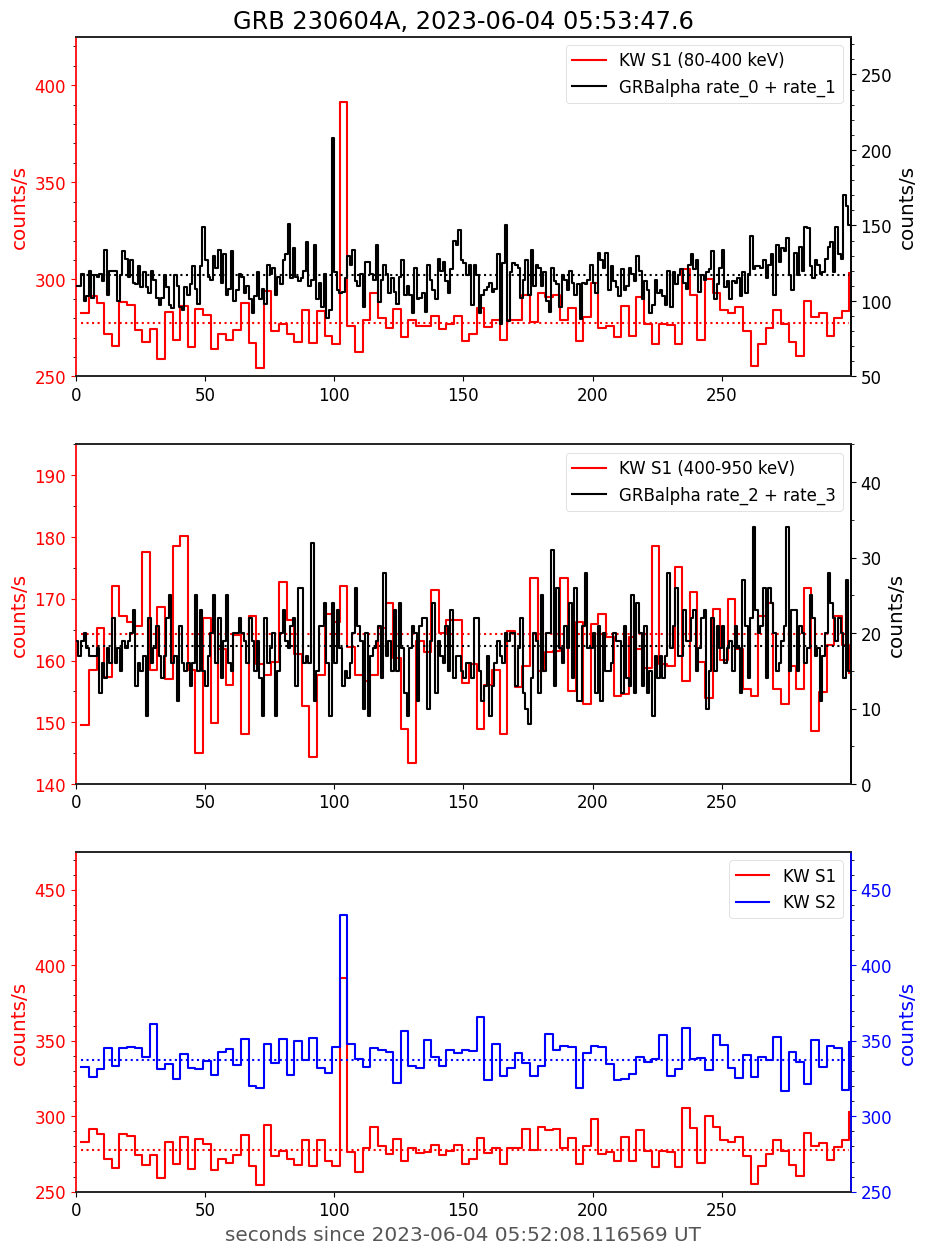 GRB 230604A, 2023-06-04 05:53:47.6
KW S1 (80-400 keV)
GRBalpha rate_0 + rate_1
400
350
300
250
counts/s
250
200
150
100
50
counts/s
0 50 100 150 200 250
KW S1 (400-950 keV)
GRBalpha rate_2 + rate_3
190
180
170
160
150
140
counts/s
40
30
20
10
0
counts/s
0 50 100 150 200 250
KW S1
KW S2
450
400
350
300
250
counts/s
450
400
350
300
250
counts/s
0 50 100 150 200 250
seconds since 2023-06-04 05:52:08.116569 UT